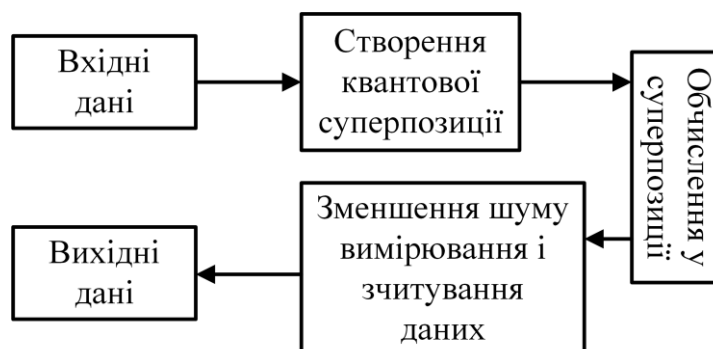 Вхідні
дані
Створення
квантової
суперпозиції
Обчислення у
суперпозиції
Зменшення шуму
вимірювання і
зчитування
даних
Вихідні
дані